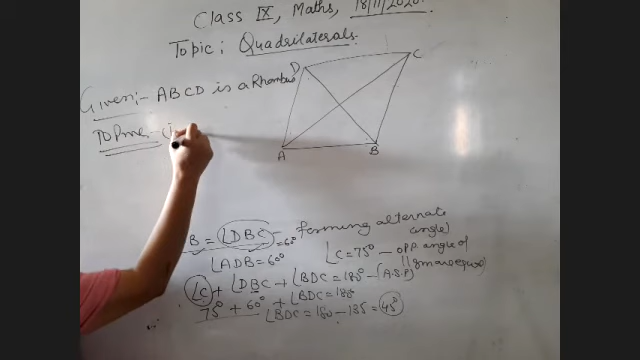 Class IX, Maths, 18/11/2020.
Topic: Quadrilaterals.
Given:- ABCD is a Rhombus
To Prove:- (i
D
C
A
B
B = ∠DBC = 60° - forming alternate angle)
∠ADB = 60°
∠C = 75° - opp. angle of ||gm are equal)
∠C + ∠DBC + ∠BDC = 180° - (A.S.P)
75° + 60° + ∠BDC = 180
∠BDC = 180 - 135 = 45°